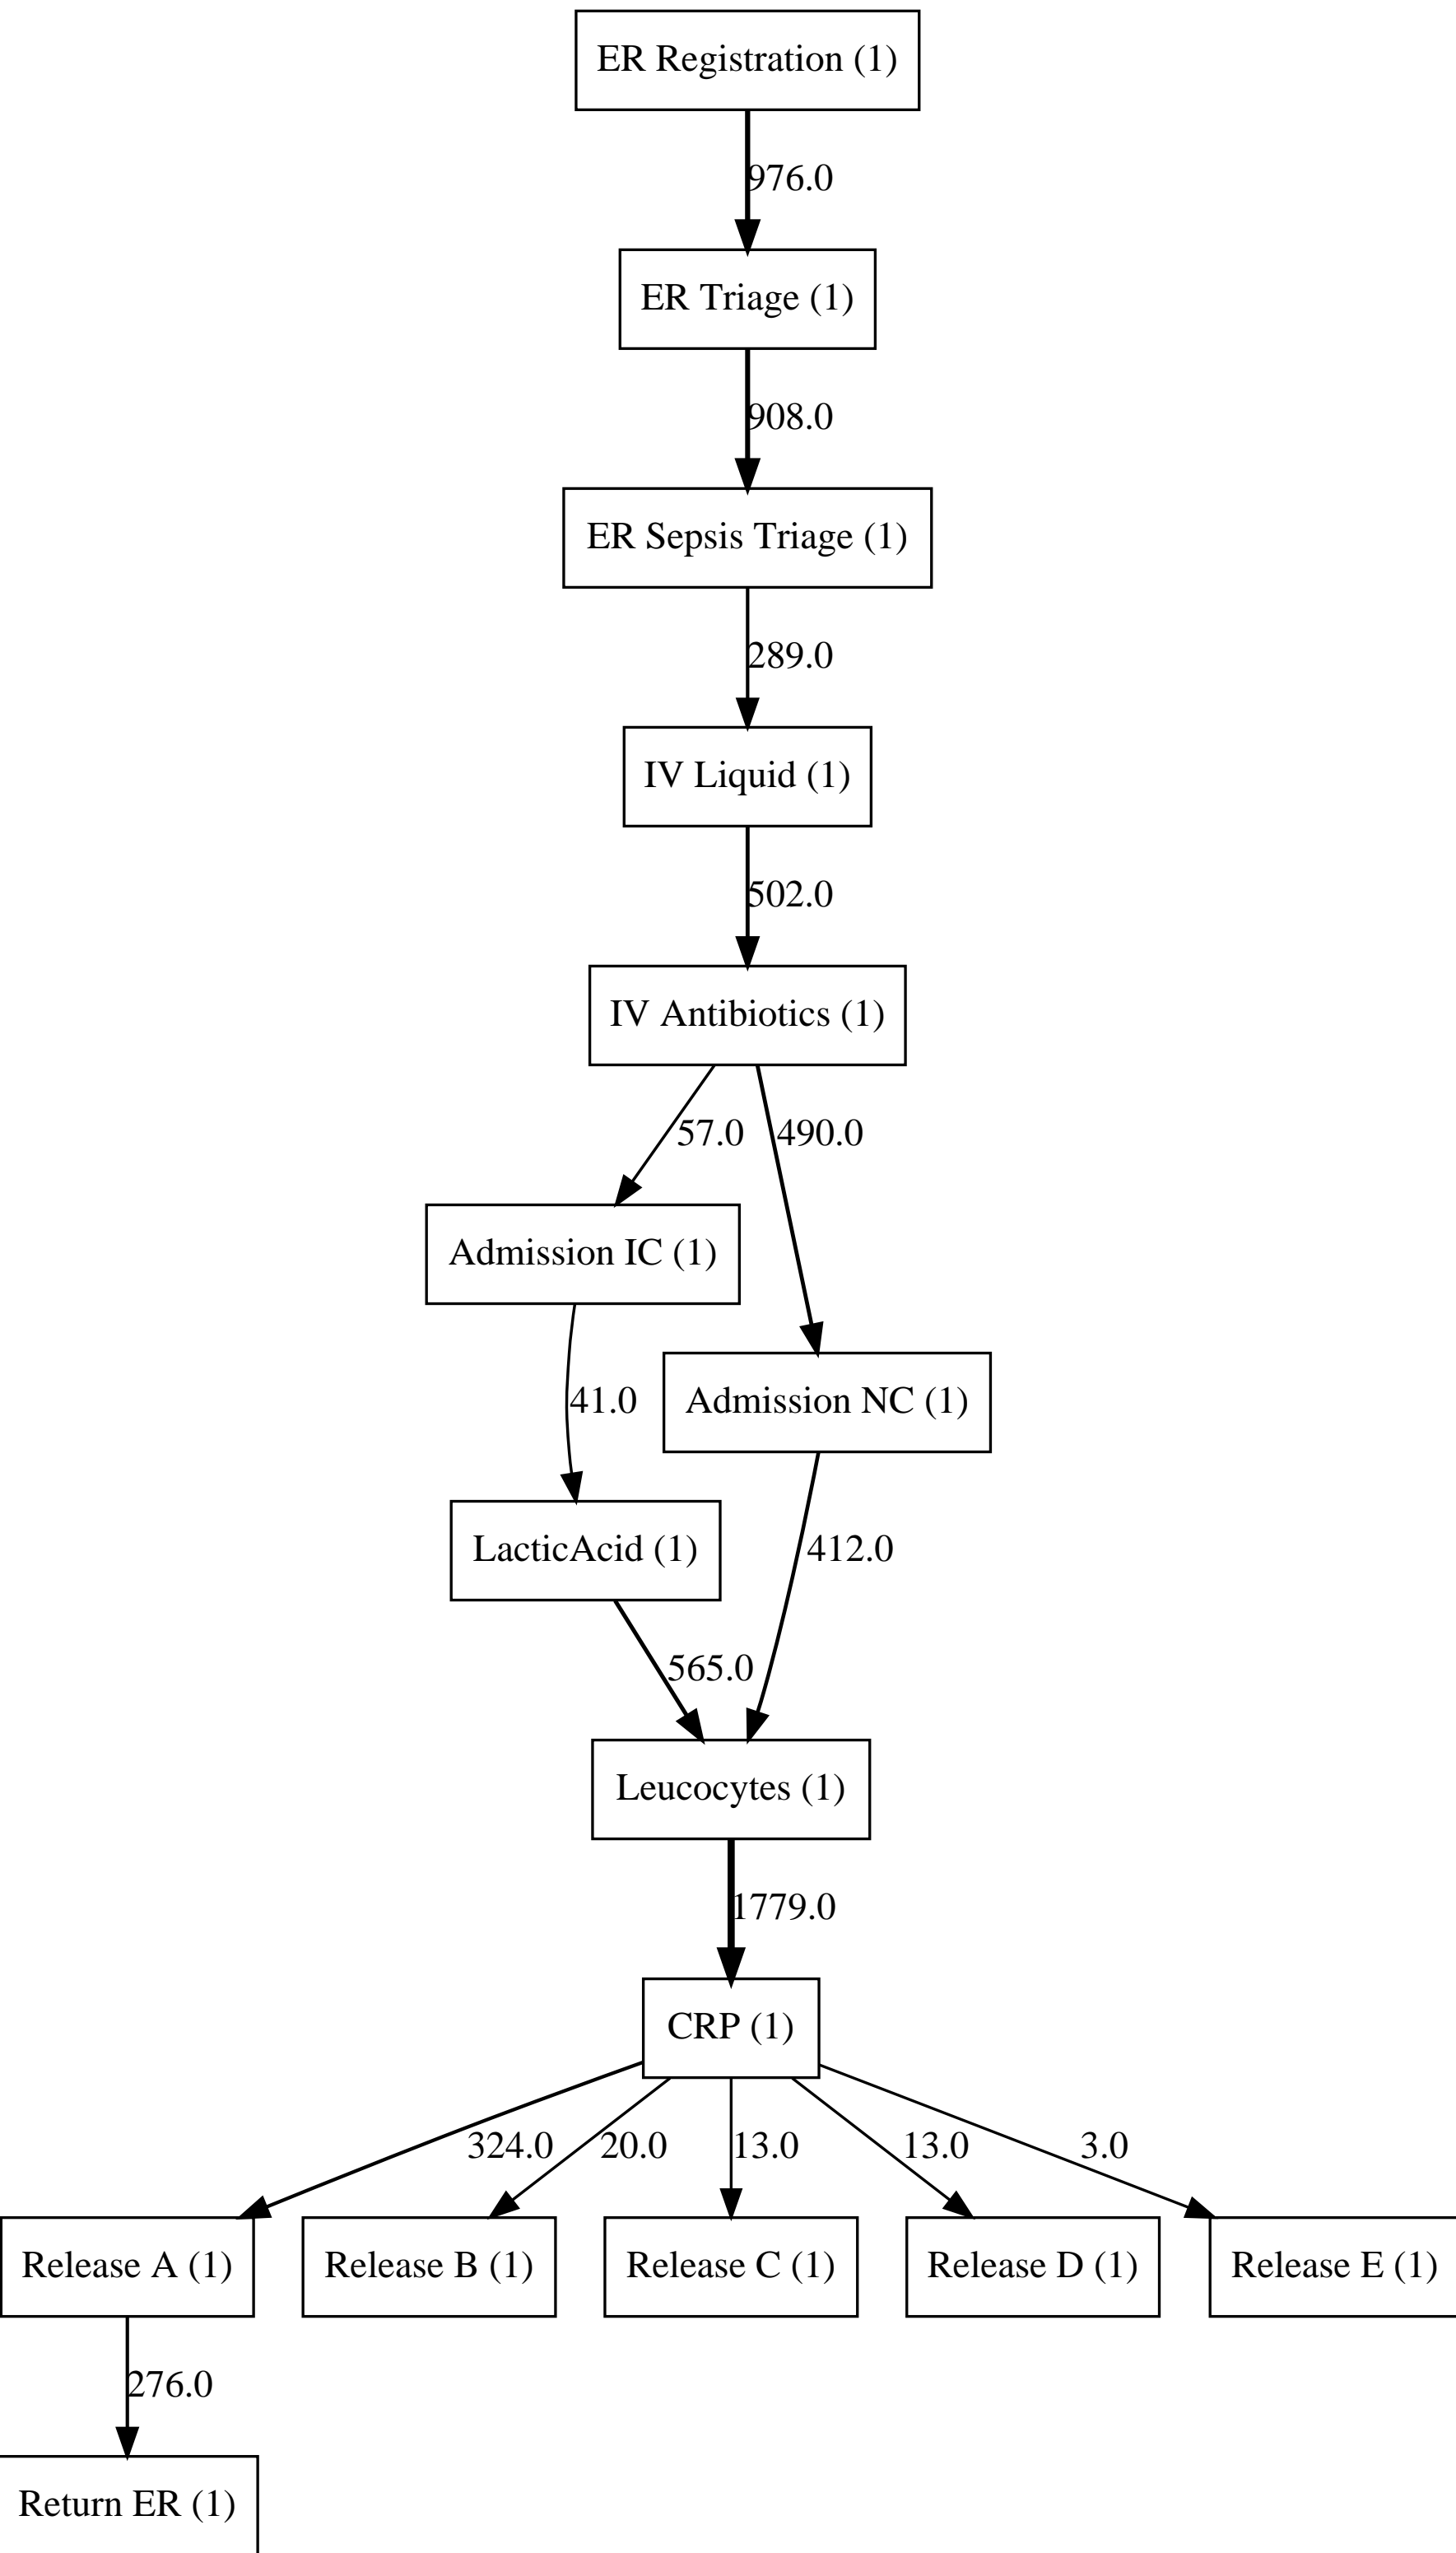 ER Registration (1)
976.0
ER Triage (1)
908.0
ER Sepsis Triage (1)
289.0
IV Liquid (1)
502.0
IV Antibiotics (1)
57.0
490.0
Admission IC (1)
41.0
Admission NC (1)
LacticAcid (1)
412.0
565.0
Leucocytes (1)
1779.0
CRP (1)
324.0
20.0
13.0
13.0
3.0
Release A (1)
Release B (1)
Release C (1)
Release D (1)
Release E (1)
276.0
Return ER (1)